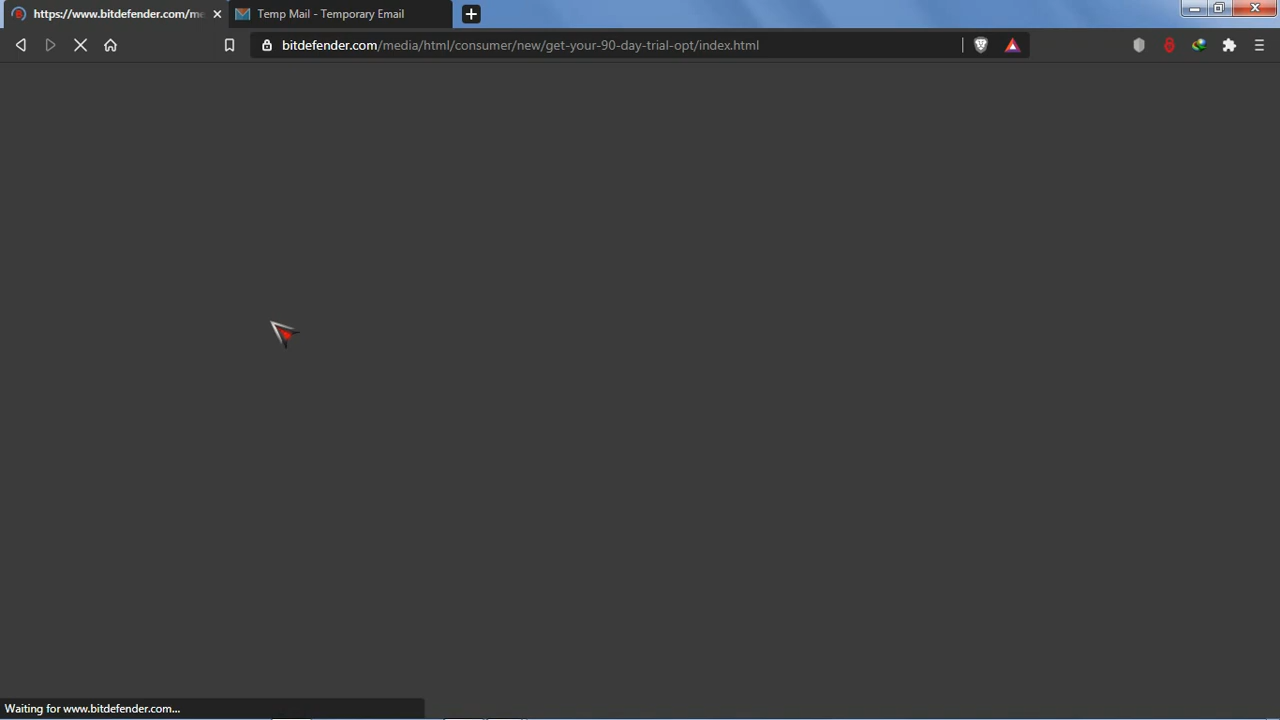 https://www.bitdefender.com/me
Temp Mail - Temporary Email
bitdefender.com/media/html/consumer/new/get-your-90-day-trial-opt/index.html
Waiting for www.bitdefender.com...